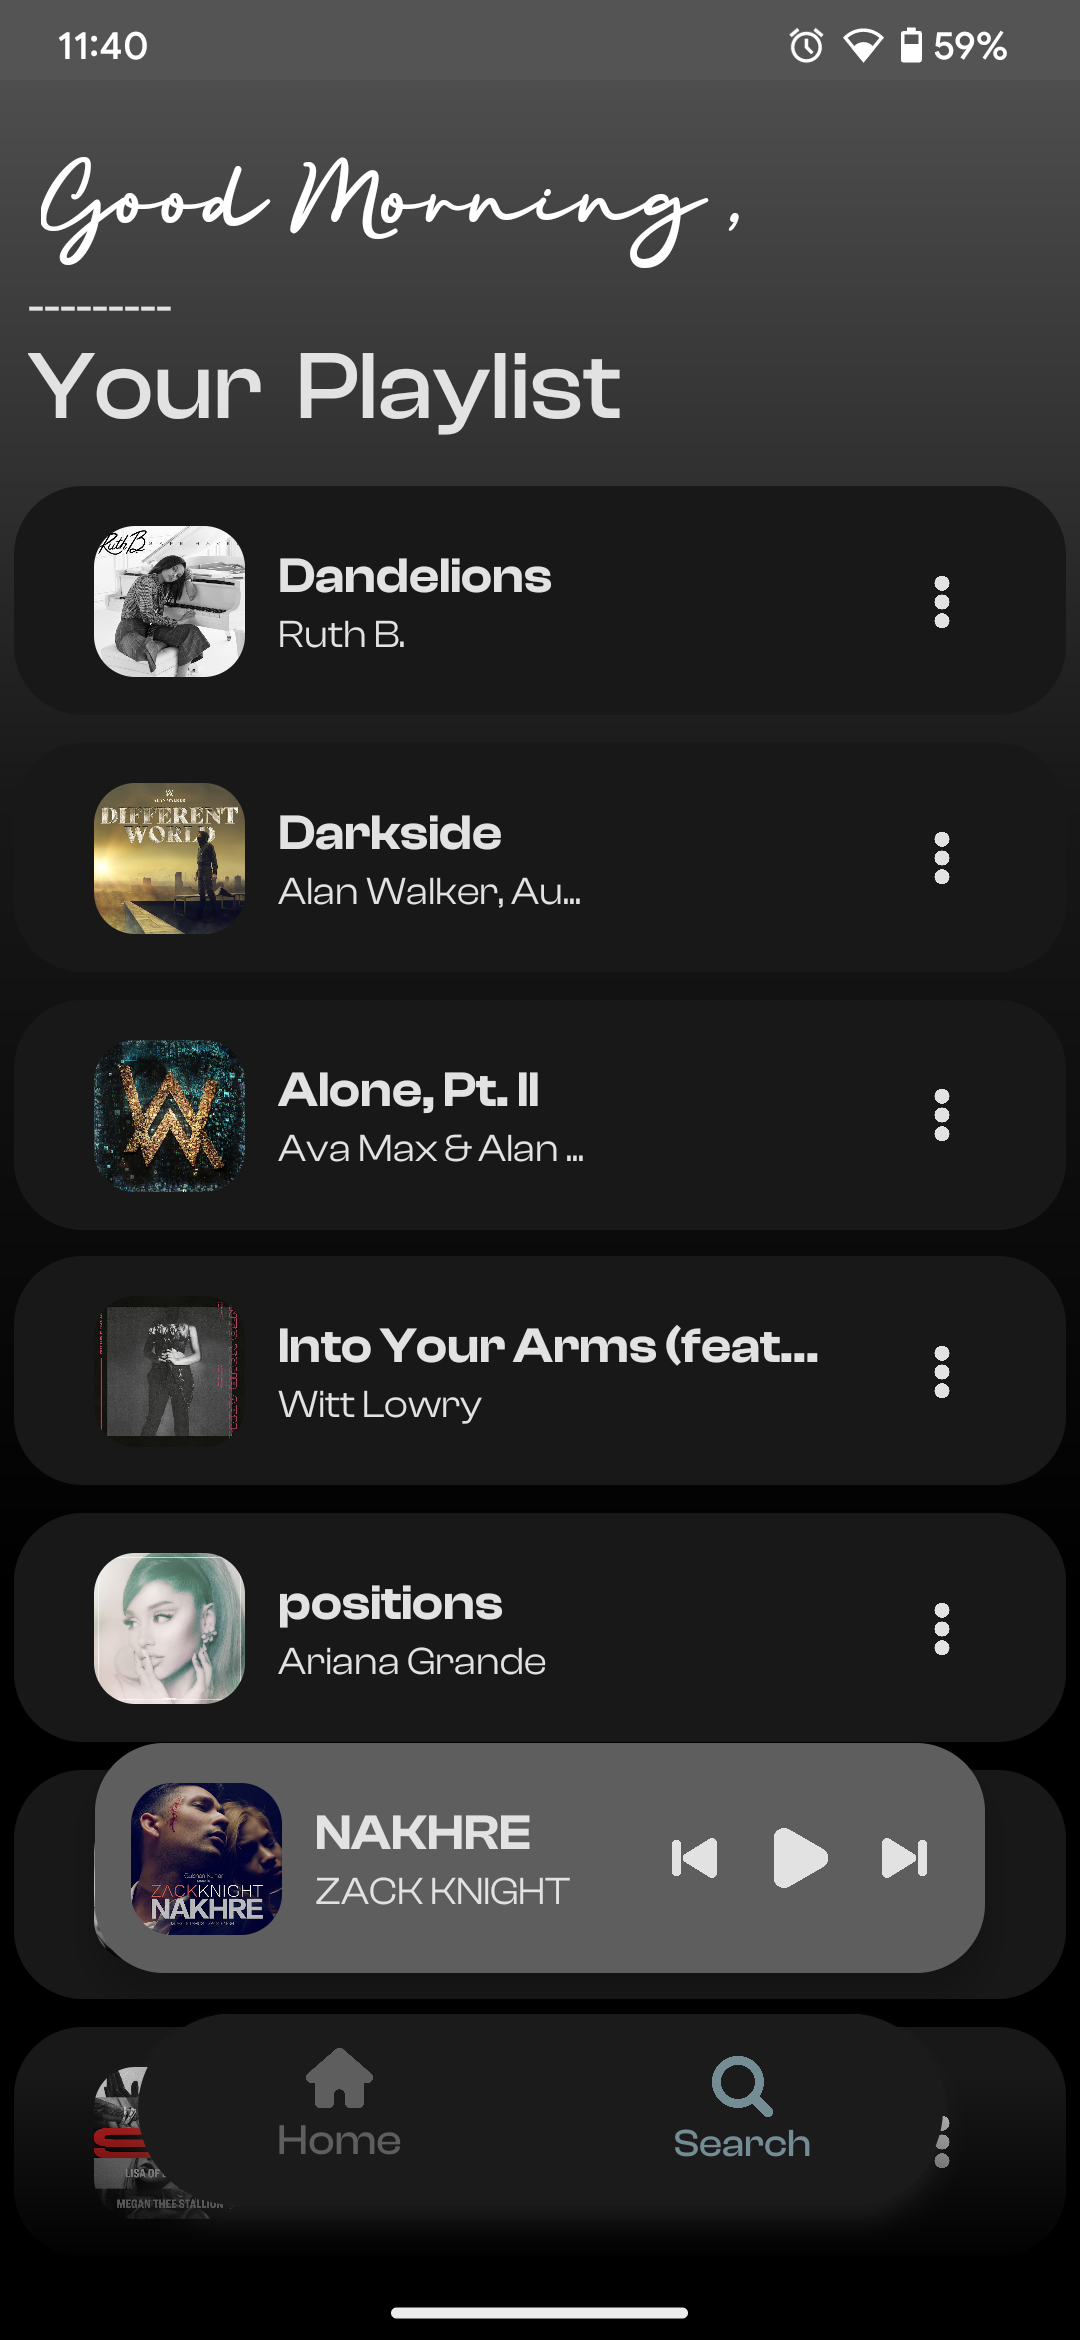 11:40 59%
Good Morning ,
---------
Your Playlist
Ruth B
Dandelions
Ruth B.
DIFFERENT
WORLD
Darkside
Alan Walker, Au...
Alone, Pt. II
Ava Max & Alan ...
Into Your Arms (feat...
Witt Lowry
positions
Ariana Grande
ZACK KNIGHT
NAKHRE
NAKHRE
ZACK KNIGHT
Home
Search
LISA OF
MEGAN THEE STALLION